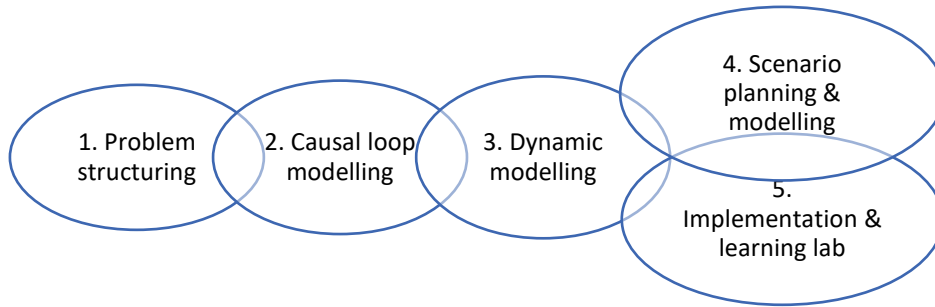 1. Problem
structuring
2. Causal loop
modelling
3. Dynamic
modelling
4. Scenario
planning &
modelling
5.
Implementation &
learning lab